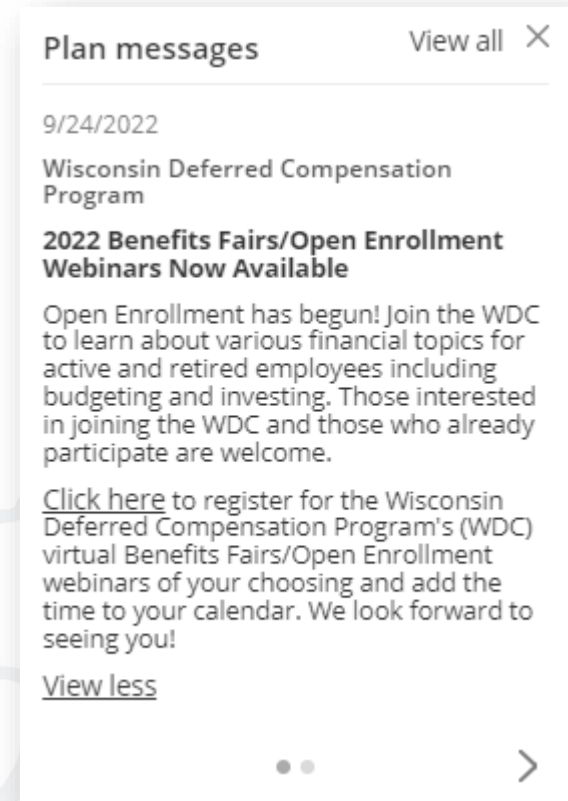 Plan messages View all
9/24/2022
Wisconsin Deferred Compensation
Program
2022 Benefits Fairs/Open Enrollment
Webinars Now Available
Open Enrollment has begun! Join the WDC
to learn about various financial topics for
active and retired employees including
budgeting and investing. Those interested
in joining the WDC and those who already
participate are welcome.
Click here to register for the Wisconsin
Deferred Compensation Program's (WDC)
virtual Benefits Fairs/Open Enrollment
webinars of your choosing and add the
time to your calendar. We look forward to
seeing you!
View less